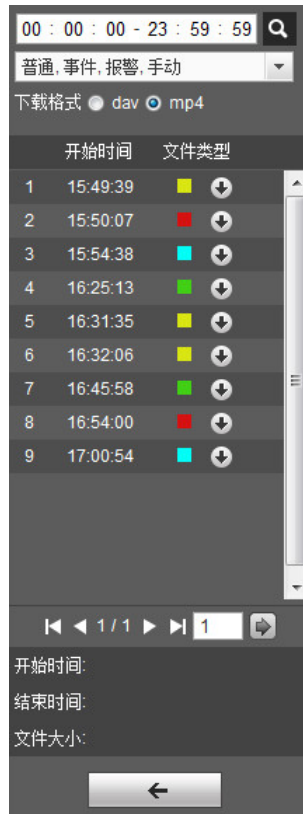 00 : 00 : 00 - 23 : 59 : 59
普通, 事件, 报警, 手动
下载格式 dav mp4
开始时间 文件类型
1 15:49:39
2 15:50:07
3 15:54:38
4 16:25:13
5 16:31:35
6 16:32:06
7 16:45:58
8 16:54:00
9 17:00:54
1 / 1 1
开始时间:
结束时间:
文件大小: